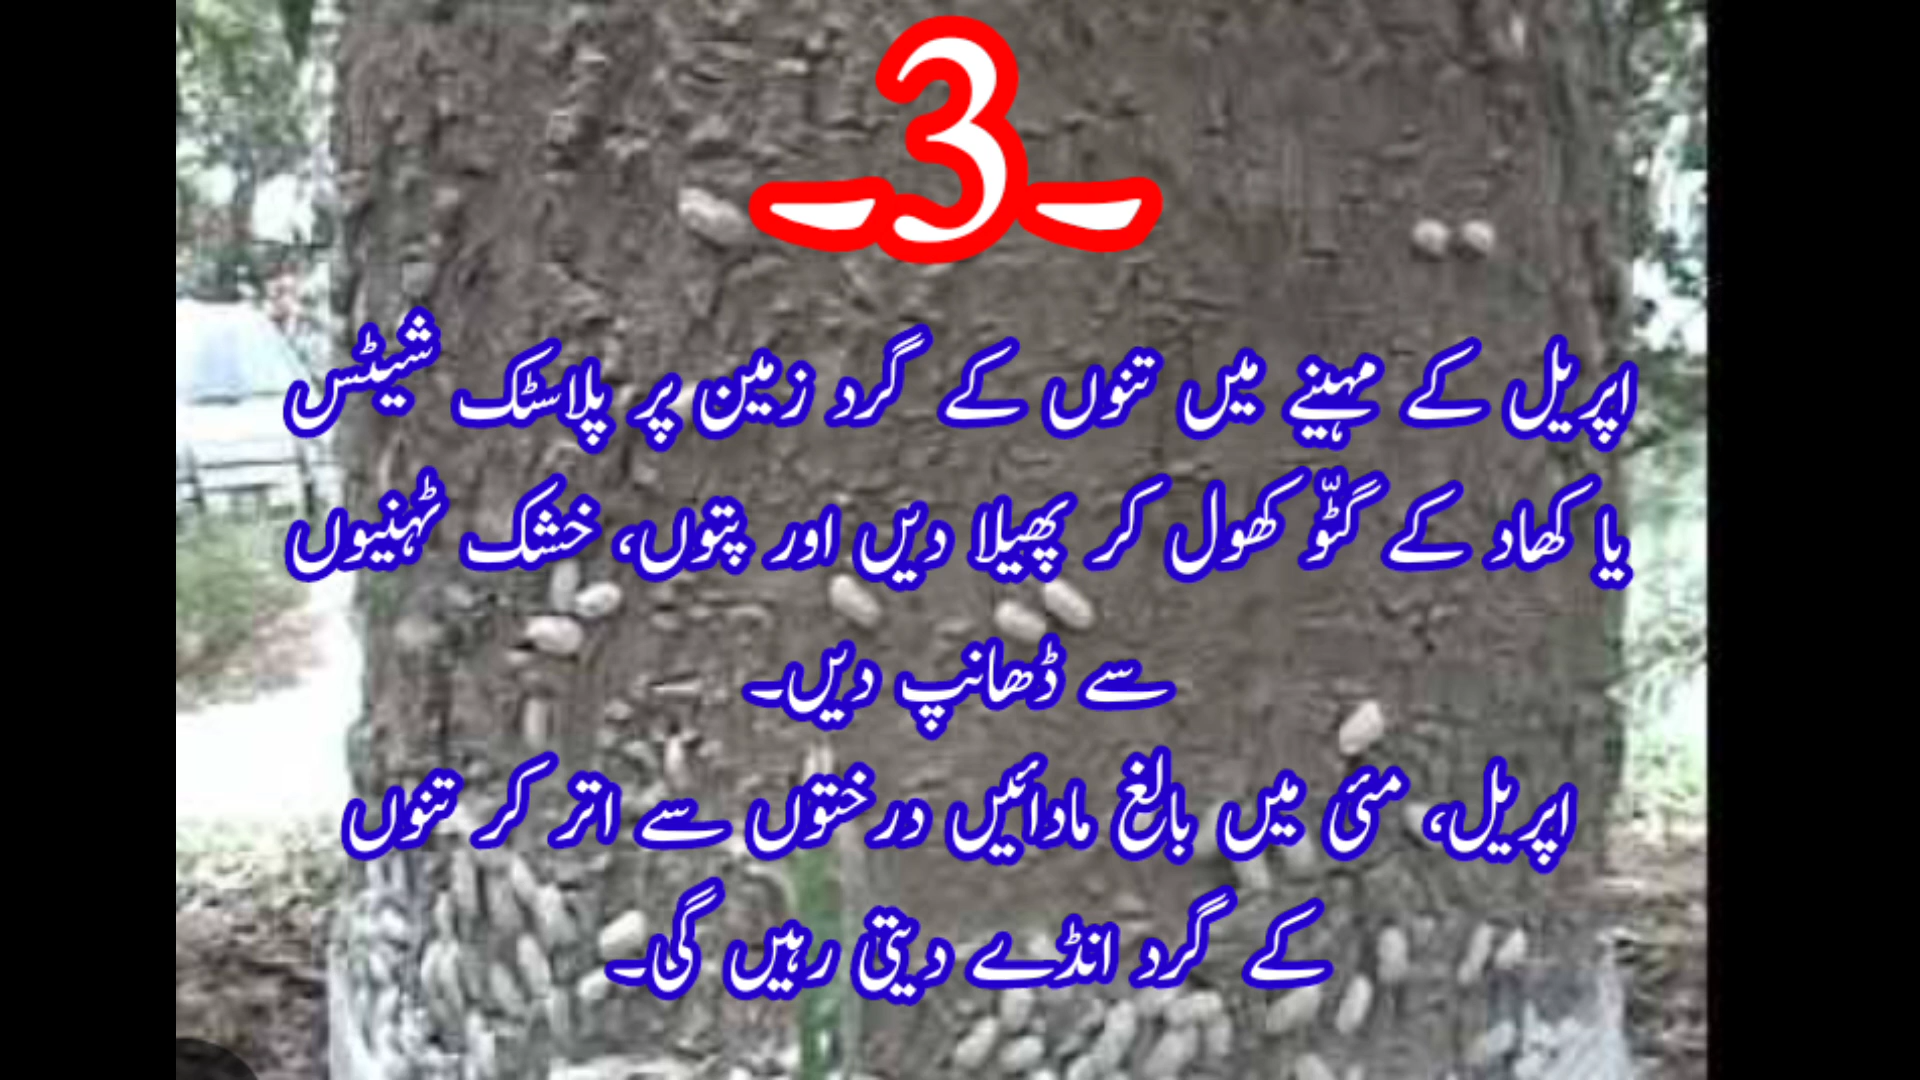 -3-
اپریل کے مہینے میں تنوں کے گرد زمین پر پلاسٹک شیٹس
یا کھاد کے گٹّو کھول کر پھیلا دیں اور پتوں، خشک ٹہنیوں
سے ڈھانپ دیں۔
اپریل، مئی میں بالغ مادائیں درختوں سے اتر کر تنوں
کے گرد انڈے دیتی رہیں گی۔